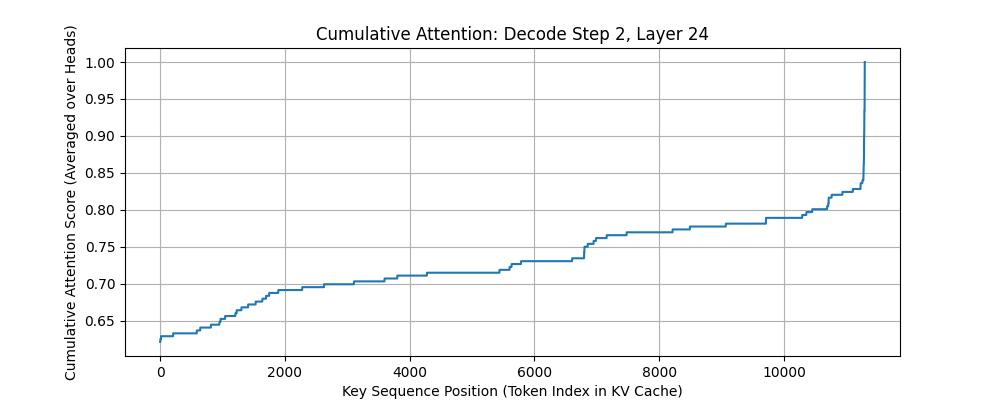 Cumulative Attention: Decode Step 2, Layer 24
Cumulative Attention Score (Averaged over Heads)
1.00
0.95
0.90
0.85
0.80
0.75
0.70
0.65
0 2000 4000 6000 8000 10000
Key Sequence Position (Token Index in KV Cache)